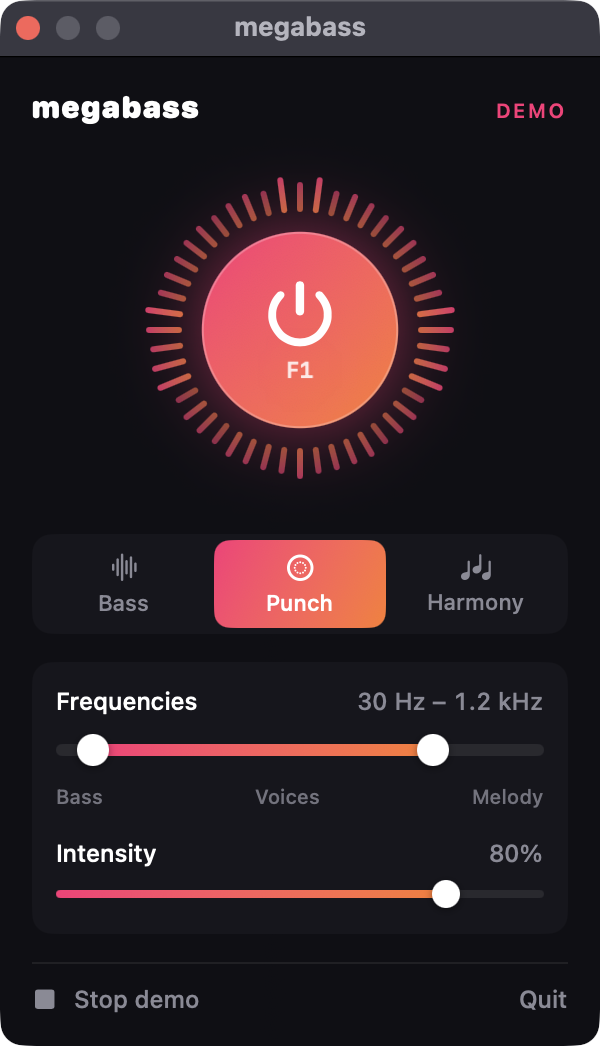 megabass
megabass
DEMO
F1
Bass
Punch
Harmony
Frequencies
30 Hz – 1.2 kHz
Bass
Voices
Melody
Intensity
80%
Stop demo
Quit